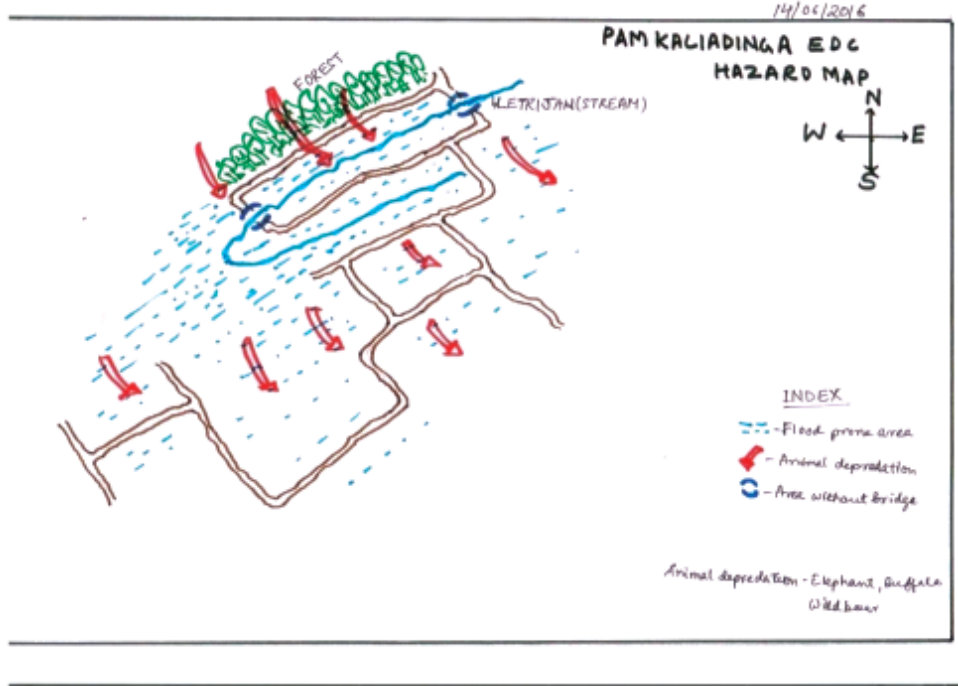 14/06/2016
PAM KALIADINGA EDC
HAZARD MAP
FOREST
(STREAM)
N
W
E
S
INDEX
- Flood prone area
- Animal depredation
- Area without bridge
Animal depredation - Elephant, Buffalo
Wild boar